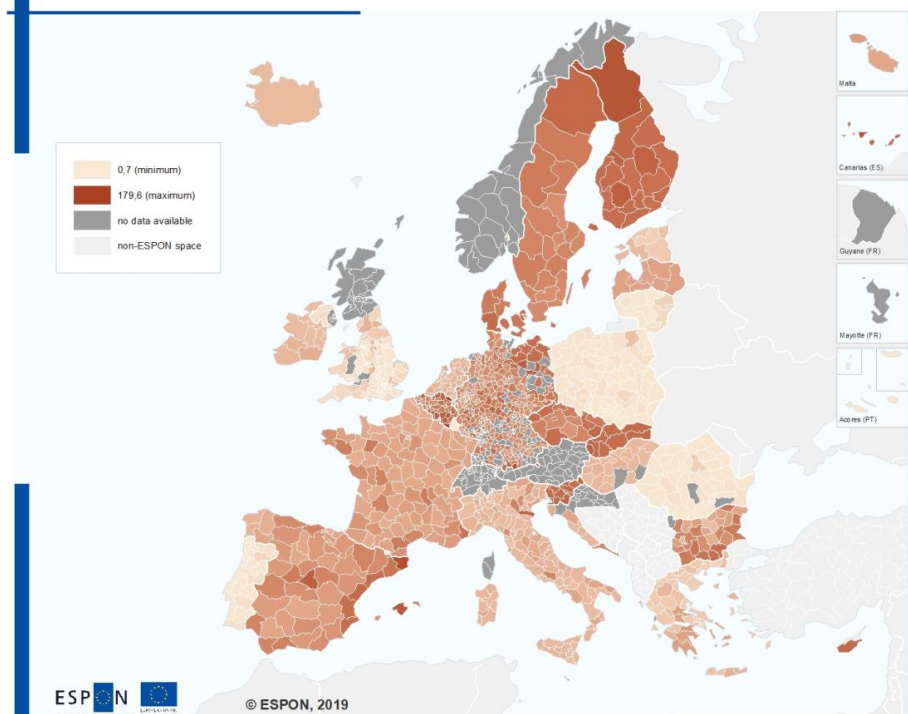 0,7 (minimum)
179,6 (maximum)
no data available
non-ESPON space
Malta
Canarias (ES)
Guyane (FR)
Mayotte (FR)
Acores (PT)
ESPON
© ESPON, 2019